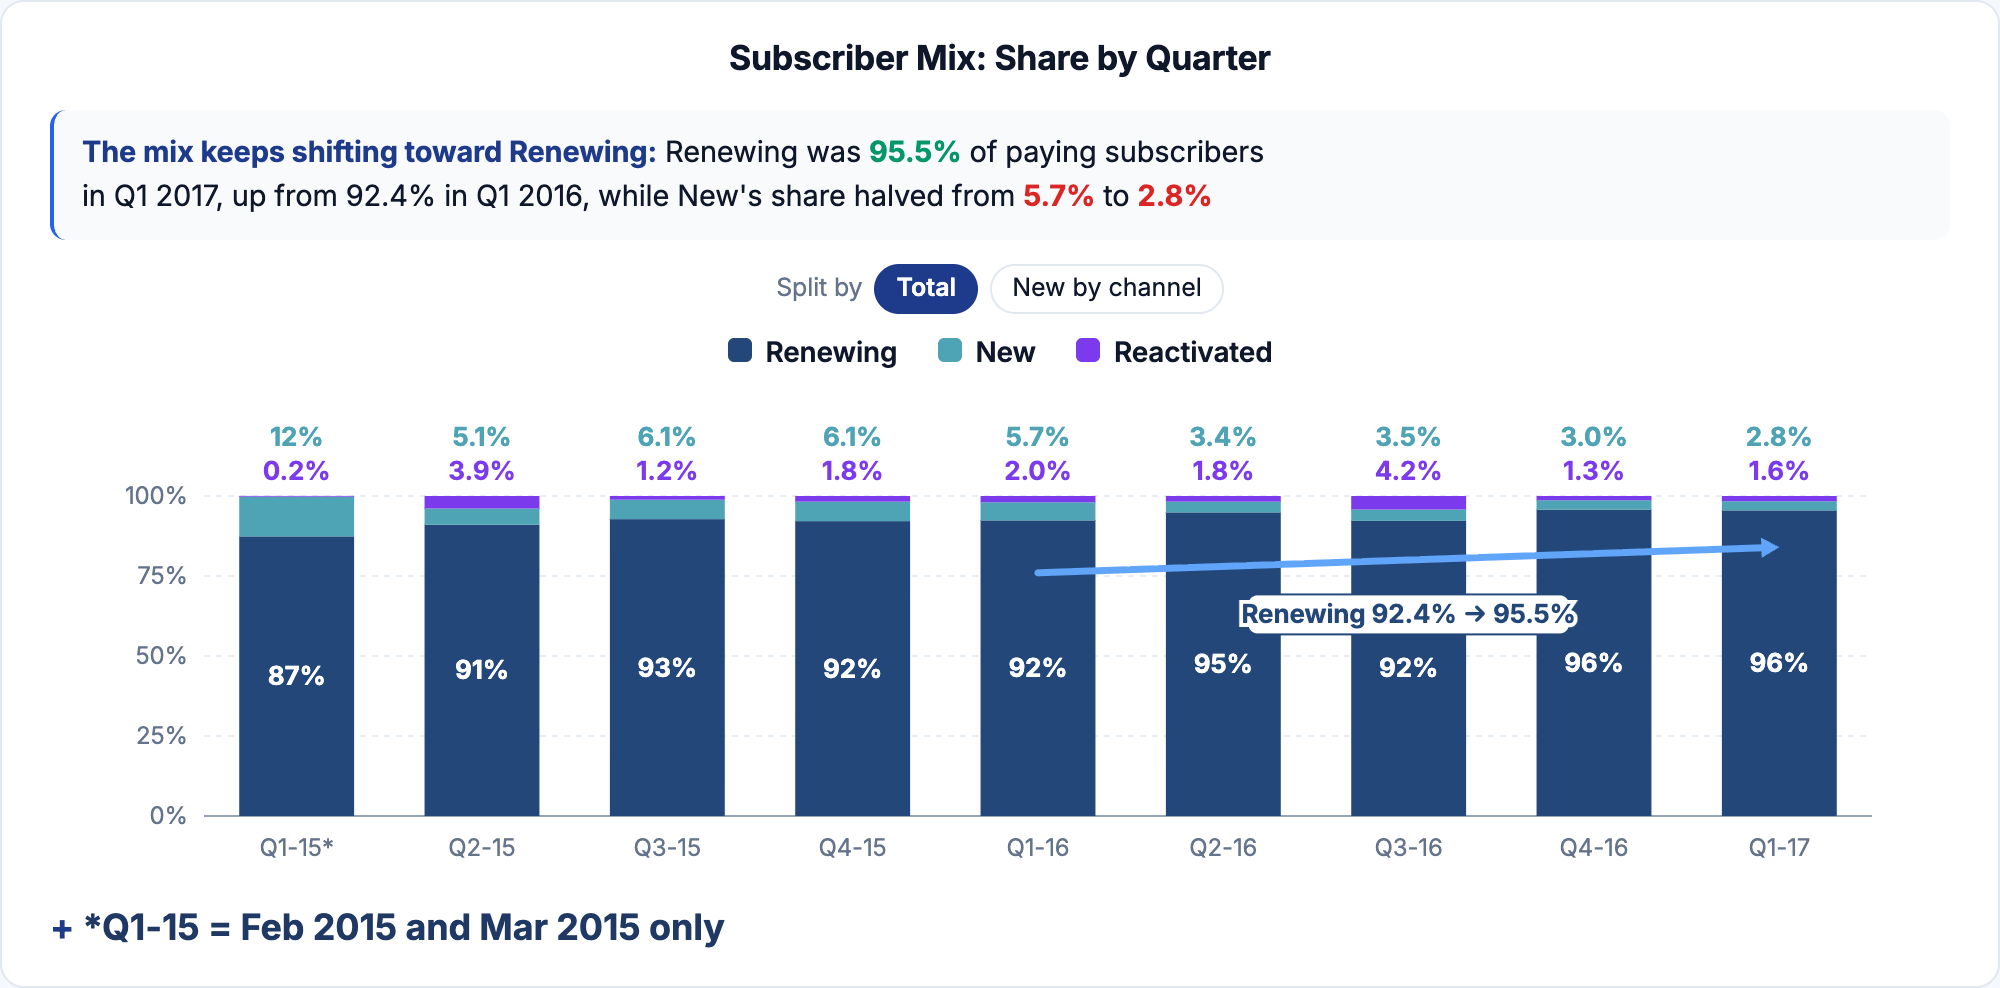 Subscriber Mix: Share by Quarter
The mix keeps shifting toward Renewing: Renewing was 95.5% of paying subscribers
in Q1 2017, up from 92.4% in Q1 2016, while New's share halved from 5.7% to 2.8%
Split by Total New by channel
Renewing New Reactivated
12% 5.1% 6.1% 6.1% 5.7% 3.4% 3.5% 3.0% 2.8%
0.2% 3.9% 1.2% 1.8% 2.0% 1.8% 4.2% 1.3% 1.6%
100%
75%
Renewing 92.4% → 95.5%
50%
87% 91% 93% 92% 92% 95% 92% 96% 96%
25%
0%
Q1-15* Q2-15 Q3-15 Q4-15 Q1-16 Q2-16 Q3-16 Q4-16 Q1-17
+ *Q1-15 = Feb 2015 and Mar 2015 only